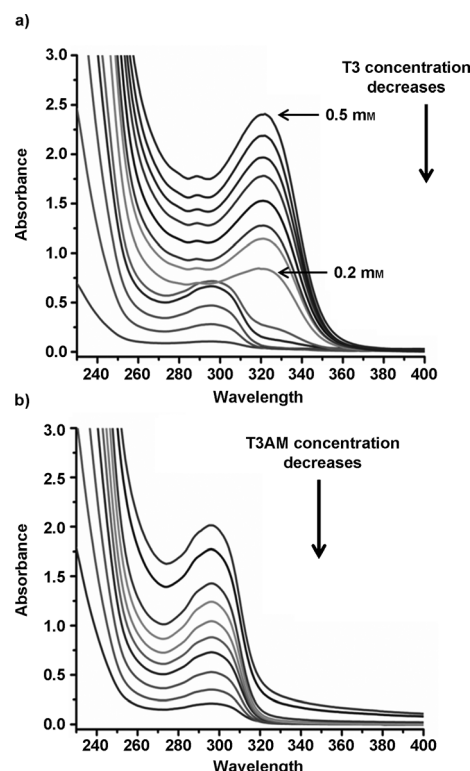 a)
T3 concentration
decreases
3.0
2.5
0.5 mM
2.0
1.5
1.0
0.2 mM
0.5
0.0
Absorbance
240 260 280 300 320 340 360 380 400
Wavelength
b)
T3AM concentration
decreases
3.0
2.5
2.0
1.5
1.0
0.5
0.0
Absorbance
240 260 280 300 320 340 360 380 400
Wavelength